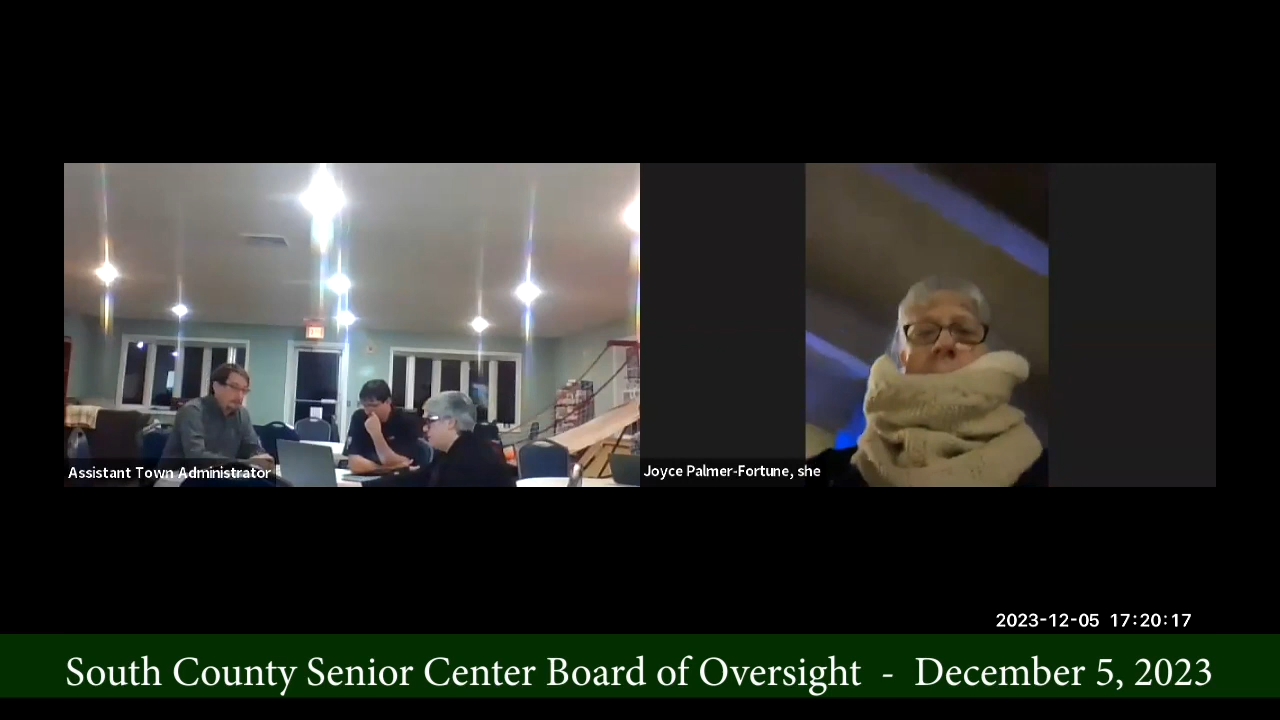 Assistant Town Administrator
Joyce Palmer-Fortune, she
2023-12-05 17:20:17
South County Senior Center Board of Oversight - December 5, 2023